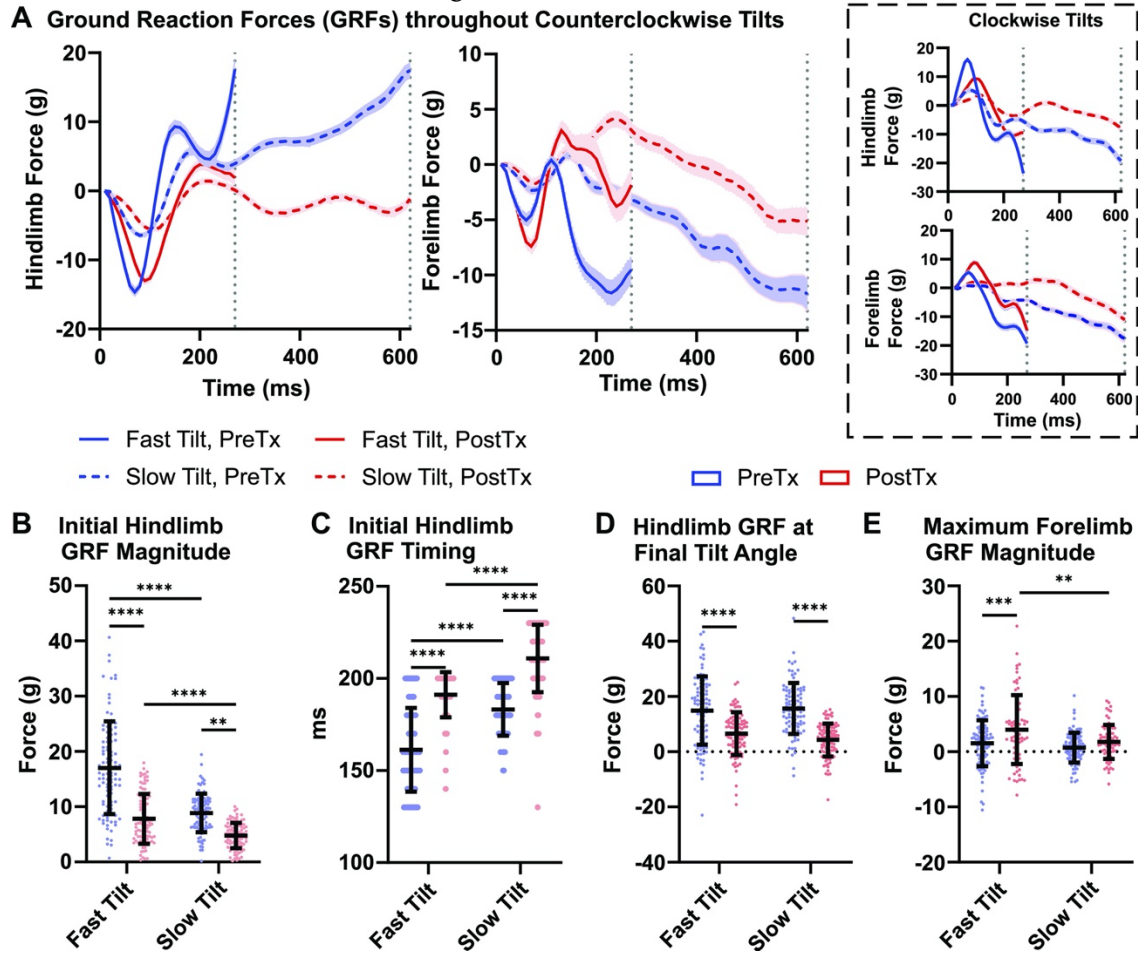 A Ground Reaction Forces (GRFs) throughout Counterclockwise Tilts
Hindlimb Force (g)
20
10
0
-10
-20
0 200 400 600
Time (ms)
Forelimb Force (g)
10
5
0
-5
-10
-15
0 200 400 600
Time (ms)
Clockwise Tilts
Hindlimb
Force (g)
20
10
0
-10
-20
-30
0 200 400 600
Forelimb
Force (g)
20
10
0
-10
-20
-30
0 200 400 600
Time (ms)
Fast Tilt, PreTx Fast Tilt, PostTx
Slow Tilt, PreTx Slow Tilt, PostTx
PreTx PostTx
B Initial Hindlimb
GRF Magnitude
Force (g)
50
40
30
20
10
0
****
****
****
**
Fast Tilt
Slow Tilt
C Initial Hindlimb
GRF Timing
ms
250
200
150
100
****
****
****
****
Fast Tilt
Slow Tilt
D Hindlimb GRF at
Final Tilt Angle
Force (g)
60
40
20
0
-20
-40
****
****
Fast Tilt
Slow Tilt
E Maximum Forelimb
GRF Magnitude
Force (g)
30
20
10
0
-10
-20
**
***
Fast Tilt
Slow Tilt